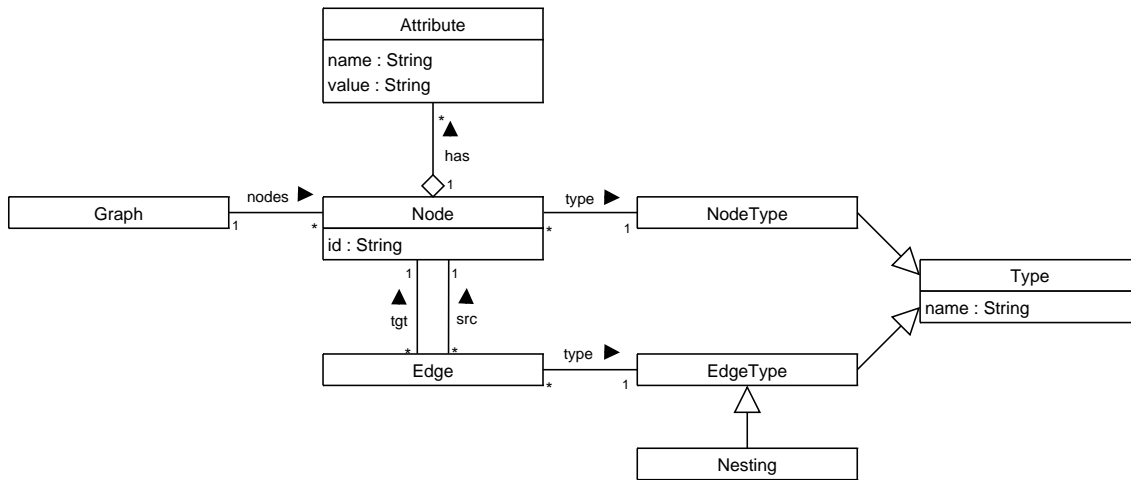 Attribute
name : String
value : String
*
has
1
nodes
type
Graph
Node
NodeType
1
*
*
1
id : String
Type
name : String
1
1
tgt
src
*
*
type
Edge
EdgeType
*
1
Nesting